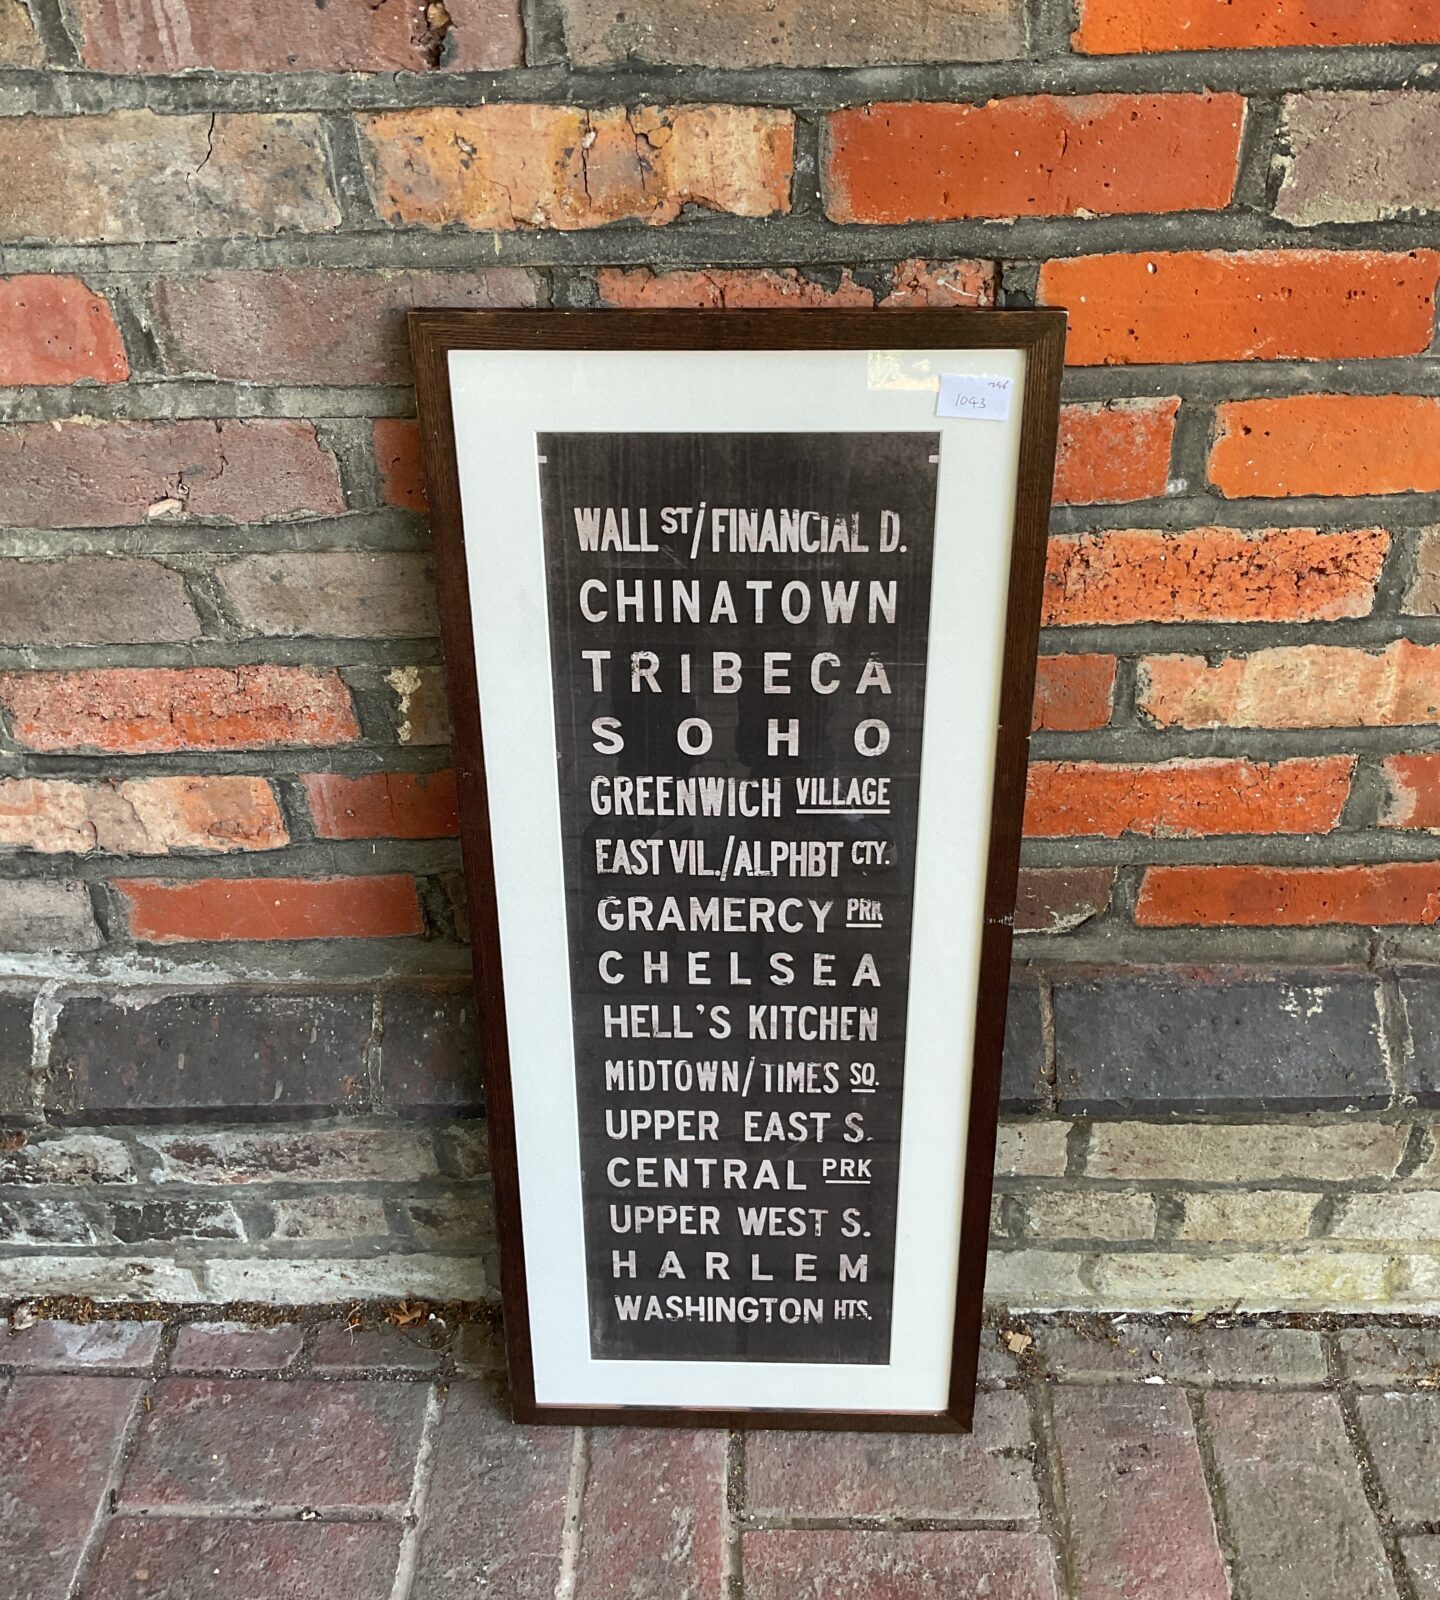 1043
WALL ST/FINANCIAL D.
CHINATOWN
TRIBECA
SOHO
GREENWICH VILLAGE
EAST VIL./ALPHBT CTY.
GRAMERCY PRK
CHELSEA
HELL'S KITCHEN
MIDTOWN/TIMES SQ.
UPPER EAST S.
CENTRAL PRK
UPPER WEST S.
HARLEM
WASHINGTON HTS.